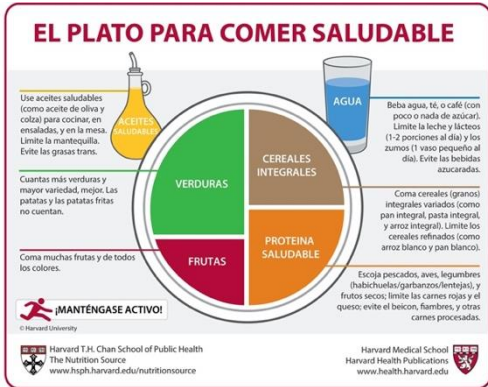 EL PLATO PARA COMER SALUDABLE
Use aceites saludables
(como aceite de oliva y
colza) para cocinar, en
ensaladas, y en la mesa.
Limite la mantequilla.
Evite las grasas trans.
ACEITES
SALUDABLES
AGUA
Beba agua, té, o café (con
poco o nada de azúcar).
Limite la leche y lácteos
(1-2 porciones al día) y los
zumos (1 vaso pequeño al
día). Evite las bebidas
azucaradas.
Cuantas más verduras y
mayor variedad, mejor. Las
patatas y las patatas fritas
no cuentan.
VERDURAS
CEREALES
INTEGRALES
Coma cereales (granos)
integrales variados (como
pan integral, pasta integral,
y arroz integral). Limite los
cereales refinados (como
arroz blanco y pan blanco).
Coma muchas frutas y de todos
los colores.
FRUTAS
PROTEINA
SALUDABLE
Escoja pescados, aves, legumbres
(habichuelas/garbanzos/lentejas), y
frutos secos; limite las carnes rojas y el
queso; evite el beicon, fiambres, y otras
carnes procesadas.
¡MANTÉNGASE ACTIVO!
© Harvard University
Harvard T.H. Chan School of Public Health
The Nutrition Source
www.hsph.harvard.edu/nutritionsource
Harvard Medical School
Harvard Health Publications
www.health.harvard.edu